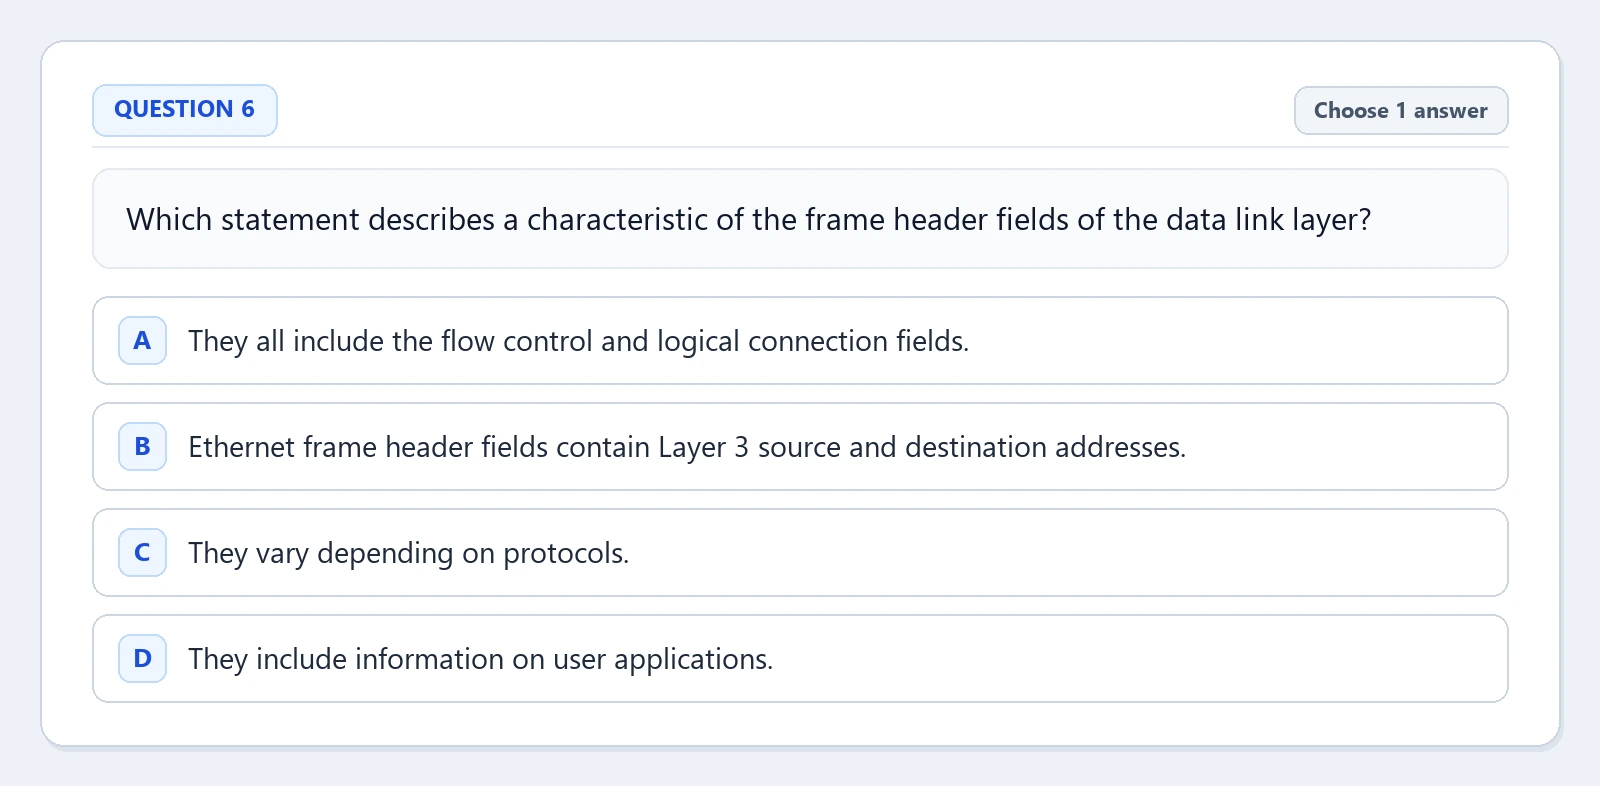 QUESTION 6
Choose 1 answer
Which statement describes a characteristic of the frame header fields of the data link layer?
A They all include the flow control and logical connection fields.
B Ethernet frame header fields contain Layer 3 source and destination addresses.
C They vary depending on protocols.
D They include information on user applications.